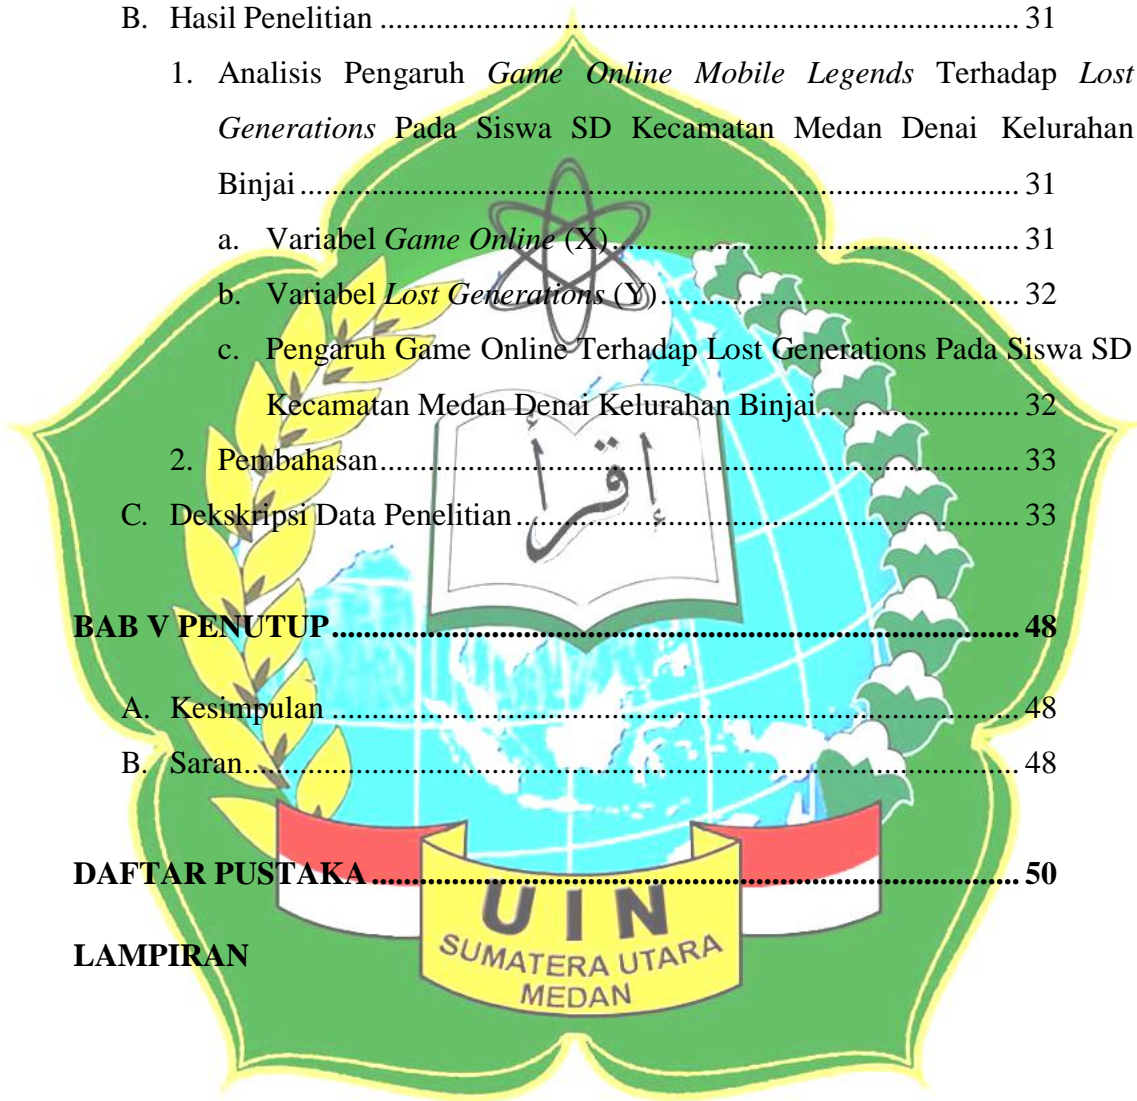 B. Hasil Penelitian ................................................................................ 31
1. Analisis Pengaruh Game Online Mobile Legends Terhadap Lost
Generations Pada Siswa SD Kecamatan Medan Denai Kelurahan
Binjai .......................................................................................... 31
a. Variabel Game Online (X) .................................................... 31
b. Variabel Lost Generations (Y) ............................................. 32
c. Pengaruh Game Online Terhadap Lost Generations Pada Siswa SD
Kecamatan Medan Denai Kelurahan Binjai ......................... 32
إقرأ
2. Pembahasan ................................................................................ 33
C. Dekskripsi Data Penelitian ............................................................... 33
BAB V PENUTUP ...................................................................................... 48
A. Kesimpulan ...................................................................................... 48
B. Saran ................................................................................................. 48
DAFTAR PUSTAKA ................................................................................. 50
UIN
SUMATERA UTARA
MEDAN
LAMPIRAN